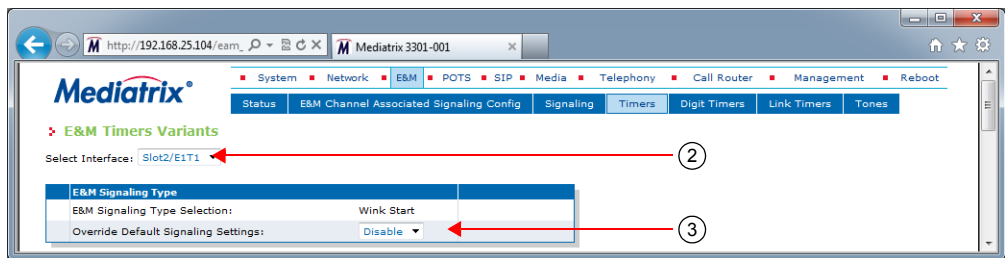 http://192.168.25.104/eam_
Mediatrix 3301-001
Mediatrix®
System Network E&M POTS SIP Media Telephony Call Router Management Reboot
Status E&M Channel Associated Signaling Config Signaling Timers Digit Timers Link Timers Tones
E&M Timers Variants
Select Interface: Slot2/E1T1
2
E&M Signaling Type
E&M Signaling Type Selection: Wink Start
Override Default Signaling Settings: Disable
3